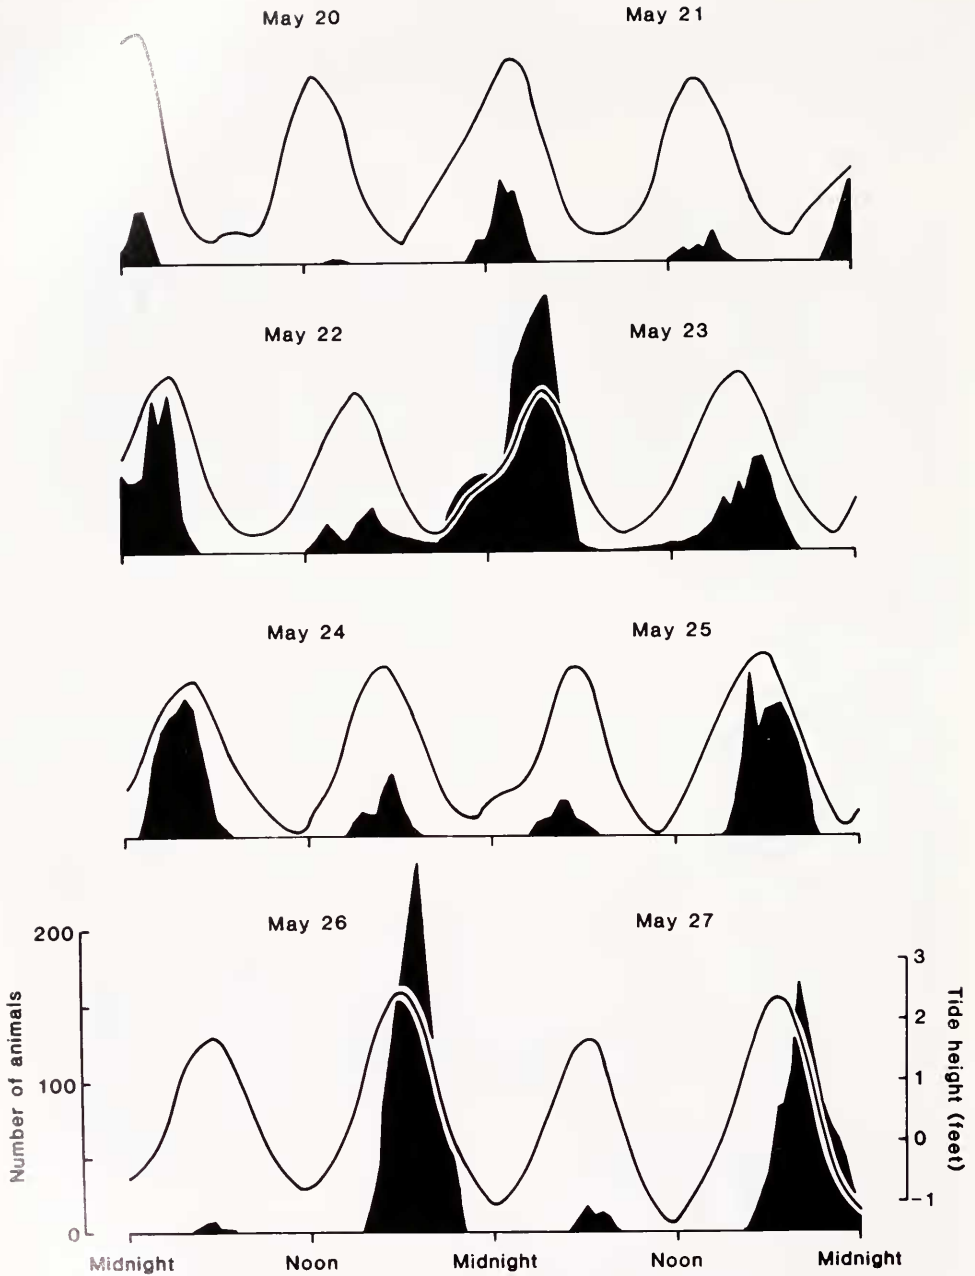 May 20
May 21
May 22
May 23
May 24
May 25
May 26
May 27
200
100
0
Number of animals
3
2
1
0
-1
Tide height (feet)
Midnight
Noon
Midnight
Noon
Midnight